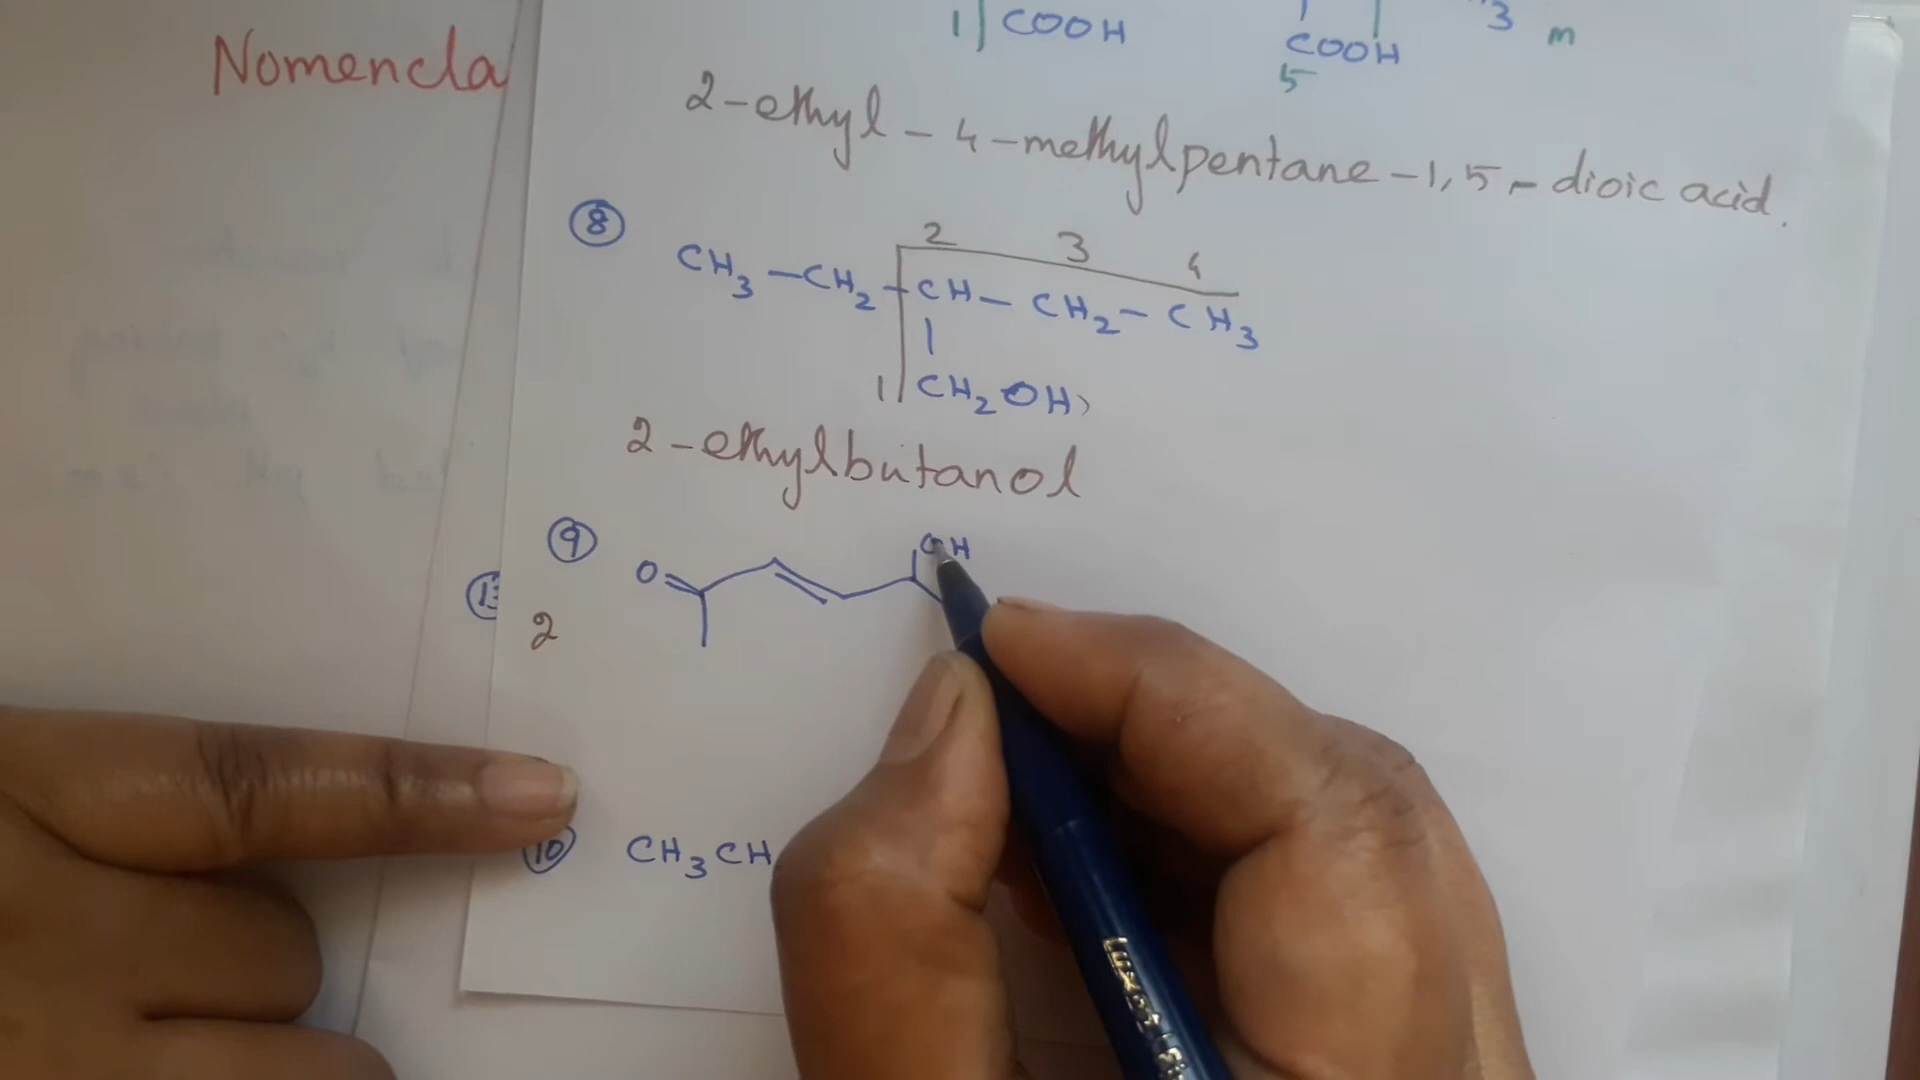 Nomencla
1 COOH COOH 3 m
5
2-ethyl-4-methylpentane-1,5-dioic acid.
8
2 3 4
CH3-CH2-CH-CH2-CH3
1 CH2OH
2-ethylbutanol
9
O OH
13
2
10 CH3CH